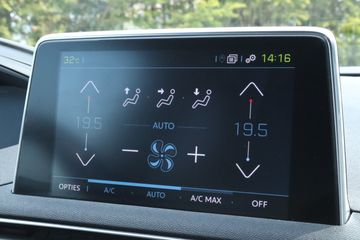 32°C 14:16
19.5 19.5
AUTO
− +
OPTIES A/C AUTO A/C MAX OFF